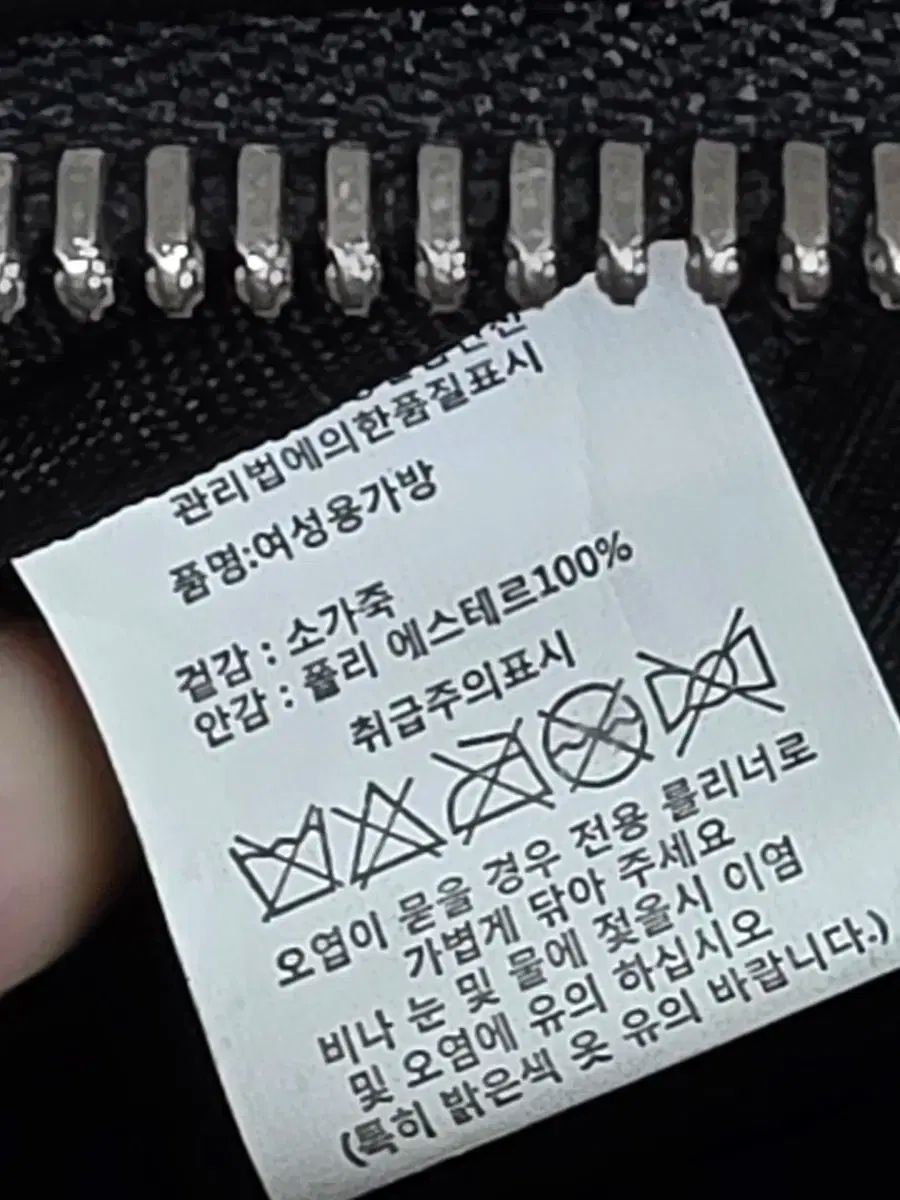 관리법에의한품질표시
품명:여성용가방
겉감 : 소가죽
안감 : 폴리 에스테르100%
취급주의표시
오염이 묻을 경우 전용 클리너로
가볍게 닦아 주세요
비나 눈 및 물에 젖을시 이염
및 오염에 유의 하십시오
(특히 밝은색 옷 유의 바랍니다.)